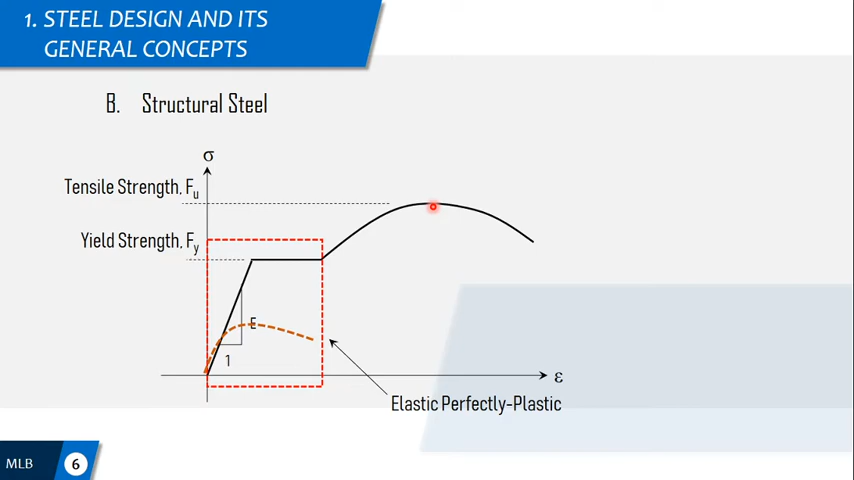 1. STEEL DESIGN AND ITS
GENERAL CONCEPTS
B. Structural Steel
σ
Tensile Strength, Fu
Yield Strength, Fy
E
1
ε
Elastic Perfectly-Plastic
MLB 6